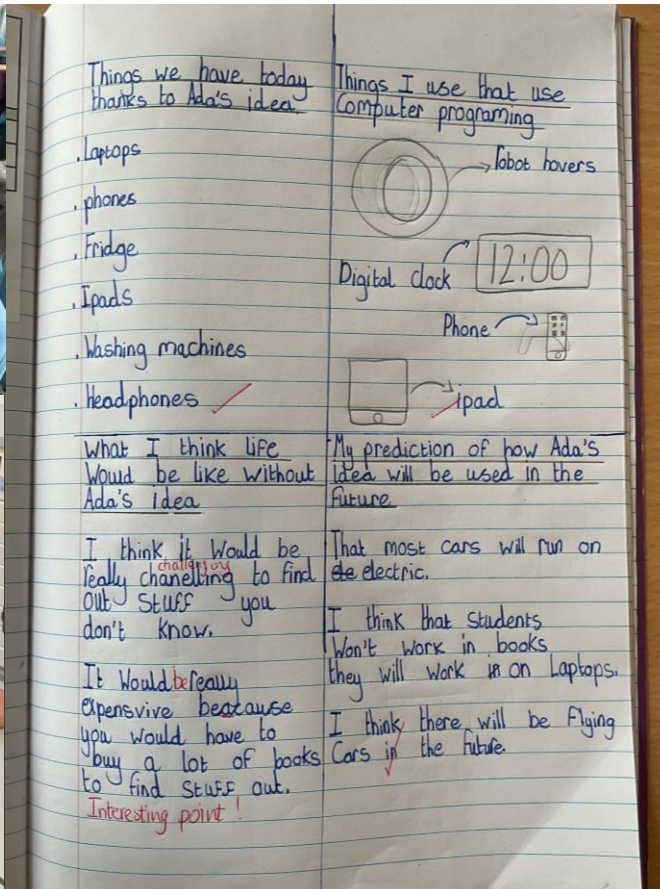 Things we have today
thanks to Ada's idea
. Laptops
. phones
. Fridge
. Ipads
. Washing machines
. Headphones
Things I use that use
Computer programing
robot hovers
Digital clock
12:00
Phone
ipad
What I think life
Would be like without
Ada's idea
I think it would be
challenging
really chanelling to find
out stuff you
don't know.
It would be really
expensvive beacause
you would have to
buy a lot of books
to find stuff out.
Interesting point!
My prediction of how Ada's
idea will be used in the
future
That most cars will run on
electric.
I think that students
Won't work in books
they will work on Laptops.
I think there will be Flying
Cars in the future.